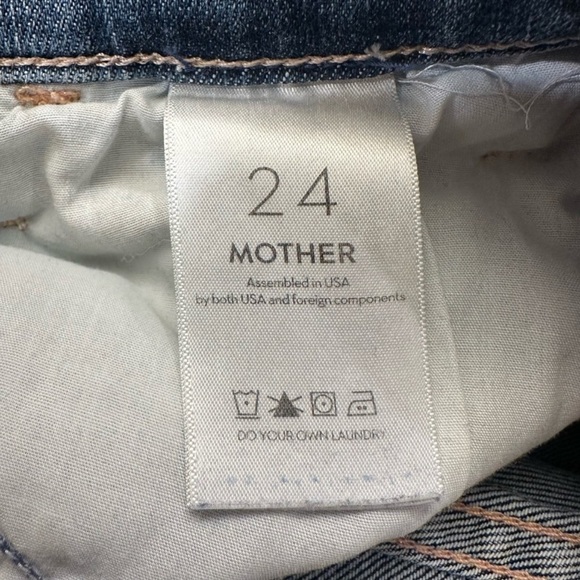 24
MOTHER
Assembled in USA
by both USA and foreign components
DO YOUR OWN LAUNDRY